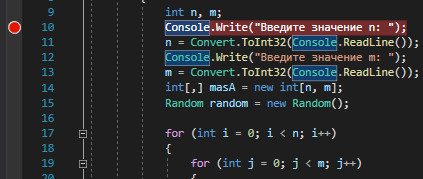 8 {
9 int n, m;
10 Console.Write("Введите значение n: ");
11 n = Convert.ToInt32(Console.ReadLine());
12 Console.Write("Введите значение m: ");
13 m = Convert.ToInt32(Console.ReadLine());
14 int[,] masA = new int[n, m];
15 Random random = new Random();
16
17 for (int i = 0; i < n; i++)
18 {
19 for (int j = 0; j < m; j++)
20 {